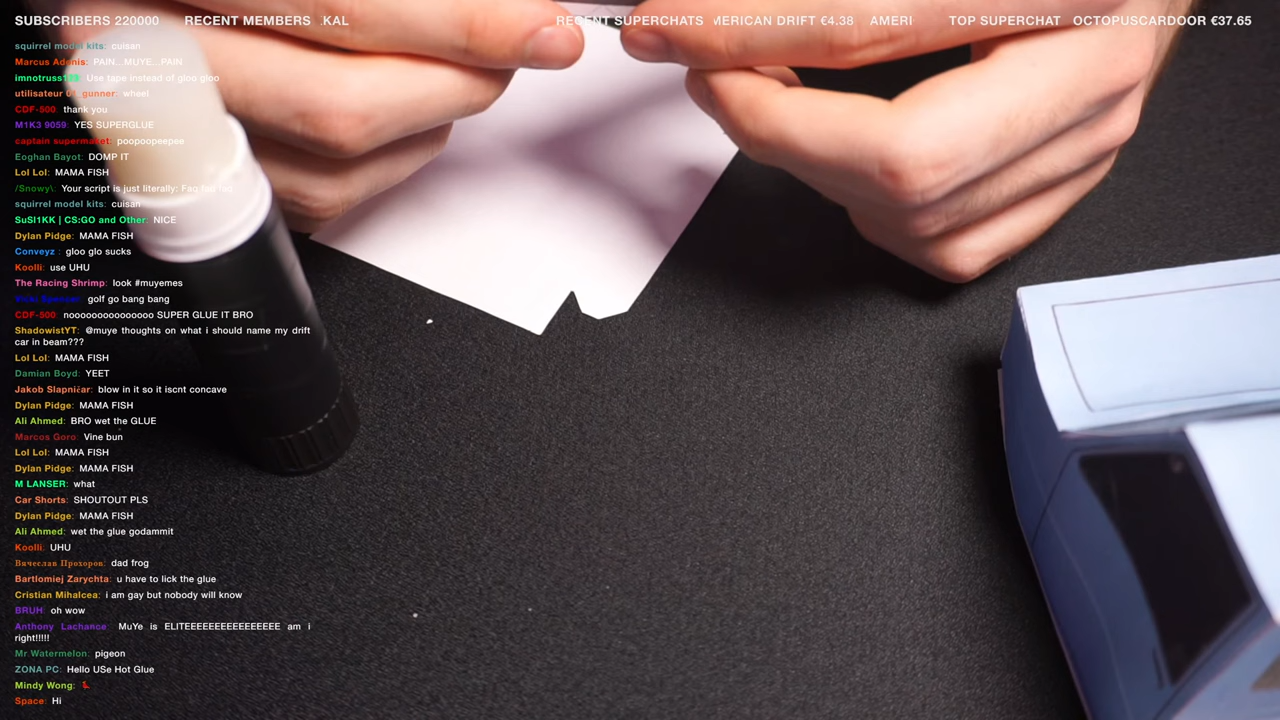 SUBSCRIBERS 220000 RECENT MEMBERS .KAL RECENT SUPERCHATS MERICAN DRIFT €4.38 AMERI TOP SUPERCHAT OCTOPUSCARDOOR €37.65
squirrel model kits: cuisan
Marcus Adonis: PAIN...MUYE...PAIN
Use tape instead of gloo gloo
gunner: wheel
CDF-500 thank you
M1K3 9059: YES SUPERGLUE
captain supermarket: poopoopeepee
Eoghan Bayot: DOMP IT
Lol Lol: MAMA FISH
/Snowy\: Your script is just literally: Fao
squirrel model kits: cuisan
SuSI1KK | CS:GO and Other: NICE
Dylan Pidge: MAMA FISH
Conveyz : gloo glo sucks
Koolli: use UHU
The Racing Shrimp: look #muyemes
golf go bang bang
CDF-500 nooooooooooooooo SUPER GLUE IT BRO
ShadowistYT: @muye thoughts on what i should name my drift
car in beam???
Lol Lol: MAMA FISH
Damian Boyd: YEET
Jakob Slapničar: blow in it so it iscnt concave
Dylan Pidge: MAMA FISH
Ali Ahmed: BRO wet the GLUE
Marcos Goro: Vine bun
Lol Lol: MAMA FISH
Dylan Pidge: MAMA FISH
M LANSER: what
Car Shorts: SHOUTOUT PLS
Dylan Pidge: MAMA FISH
Ali Ahmed: wet the glue godammit
Koolli: UHU
Вячеслав Прохоров: dad frog
Bartlomiej Zarychta: u have to lick the glue
Cristian Mihalcea: i am gay but nobody will know
BRUH: oh wow
Anthony Lachance: MuYe is ELITEEEEEEEEEEEEEEEE am i
right!!!!!
Mr Watermelon: pigeon
ZONA PC: Hello USe Hot Glue
Mindy Wong:
Space: Hi